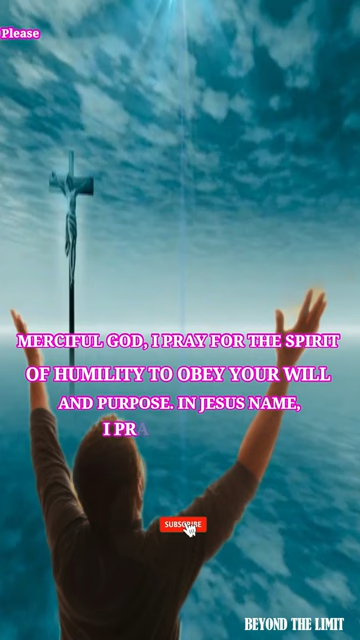 Please
MERCIFUL GOD, I PRAY FOR THE SPIRIT
OF HUMILITY TO OBEY YOUR WILL
AND PURPOSE. IN JESUS NAME,
I PRA
SUBSCRIBE
BEYOND THE LIMIT